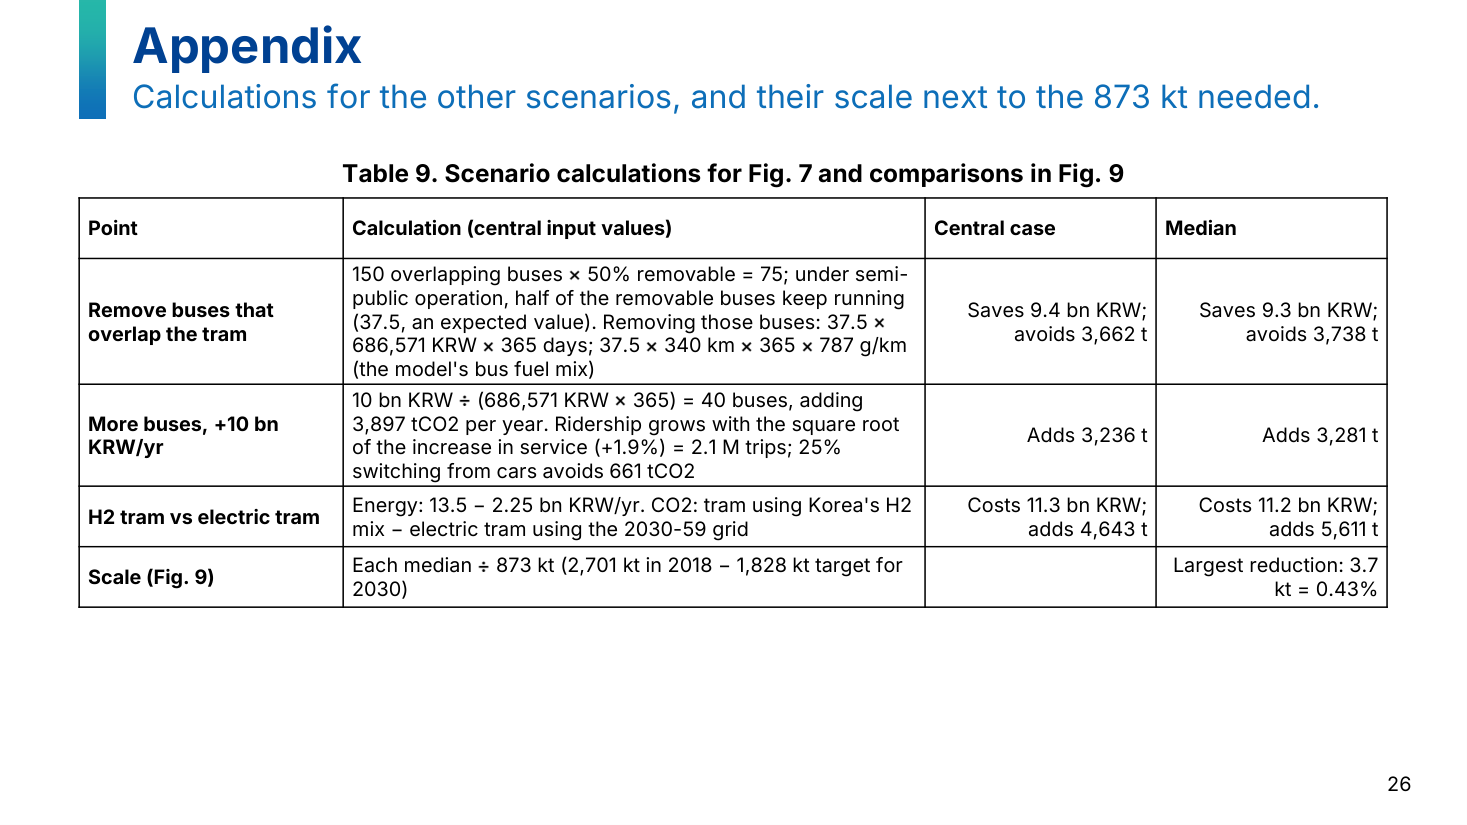 Appendix
Calculations for the other scenarios, and their scale next to the 873 kt needed.
Table 9. Scenario calculations for Fig. 7 and comparisons in Fig. 9
Point
Calculation (central input values)
Central case
Median
Remove buses that
overlap the tram
150 overlapping buses × 50% removable = 75; under semi-
public operation, half of the removable buses keep running
(37.5, an expected value). Removing those buses: 37.5 ×
686,571 KRW × 365 days; 37.5 × 340 km × 365 × 787 g/km
(the model's bus fuel mix)
Saves 9.4 bn KRW;
avoids 3,662 t
Saves 9.3 bn KRW;
avoids 3,738 t
More buses, +10 bn
KRW/yr
10 bn KRW ÷ (686,571 KRW × 365) = 40 buses, adding
3,897 tCO2 per year. Ridership grows with the square root
of the increase in service (+1.9%) = 2.1 M trips; 25%
switching from cars avoids 661 tCO2
Adds 3,236 t
Adds 3,281 t
H2 tram vs electric tram
Energy: 13.5 − 2.25 bn KRW/yr. CO2: tram using Korea's H2
mix − electric tram using the 2030-59 grid
Costs 11.3 bn KRW;
adds 4,643 t
Costs 11.2 bn KRW;
adds 5,611 t
Scale (Fig. 9)
Each median ÷ 873 kt (2,701 kt in 2018 − 1,828 kt target for
2030)
Largest reduction: 3.7
kt = 0.43%
26